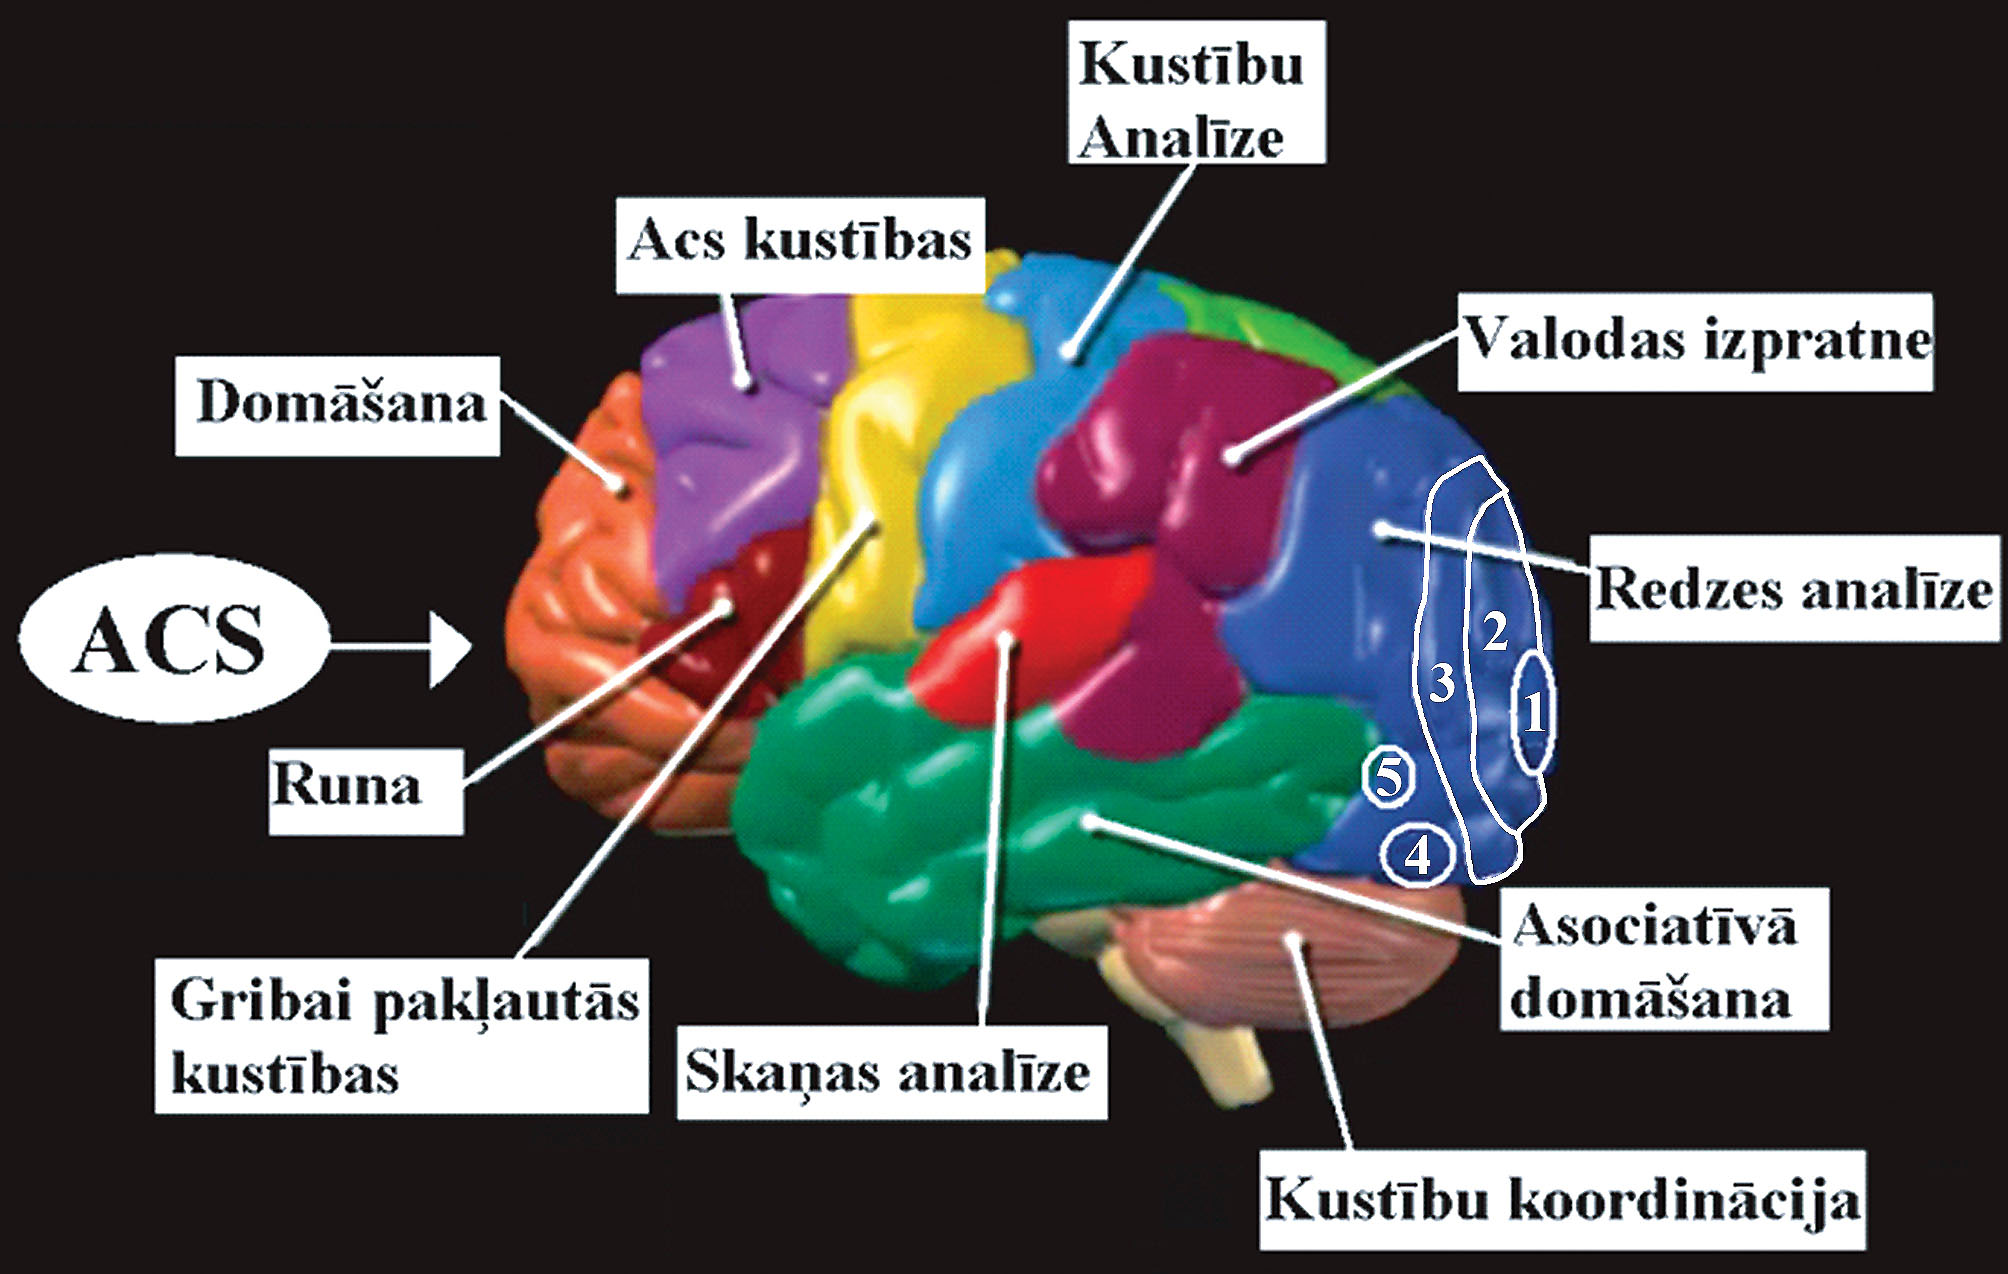 Kustību
Analīze
Acs kustības
Valodas izpratne
Domāšana
Redzes analīze
ACS
2
3
1
Runa
5
4
Asociatīvā
domāšana
Gribai pakļautās
kustības
Skaņas analīze
Kustību koordinācija